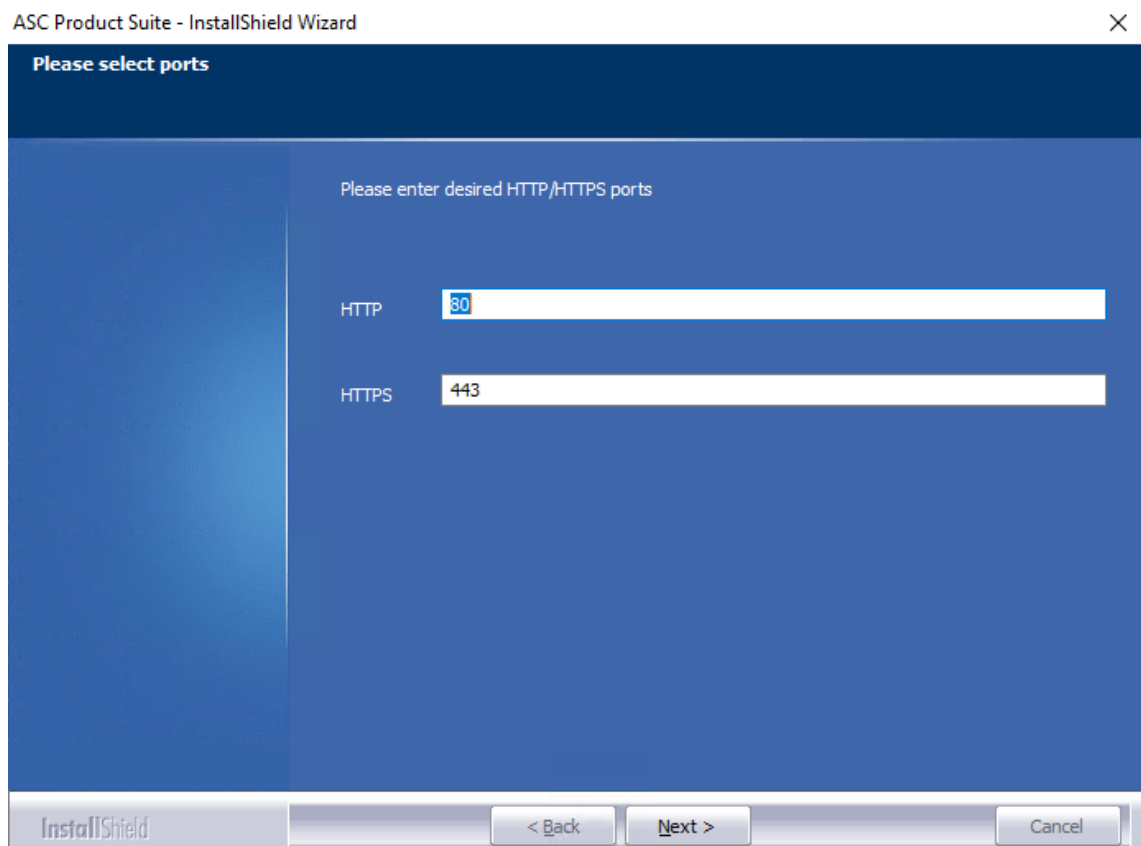 ASC Product Suite - InstallShield Wizard
Please select ports
Please enter desired HTTP/HTTPS ports
HTTP
80
HTTPS
443
InstallShield
< Back
Next >
Cancel